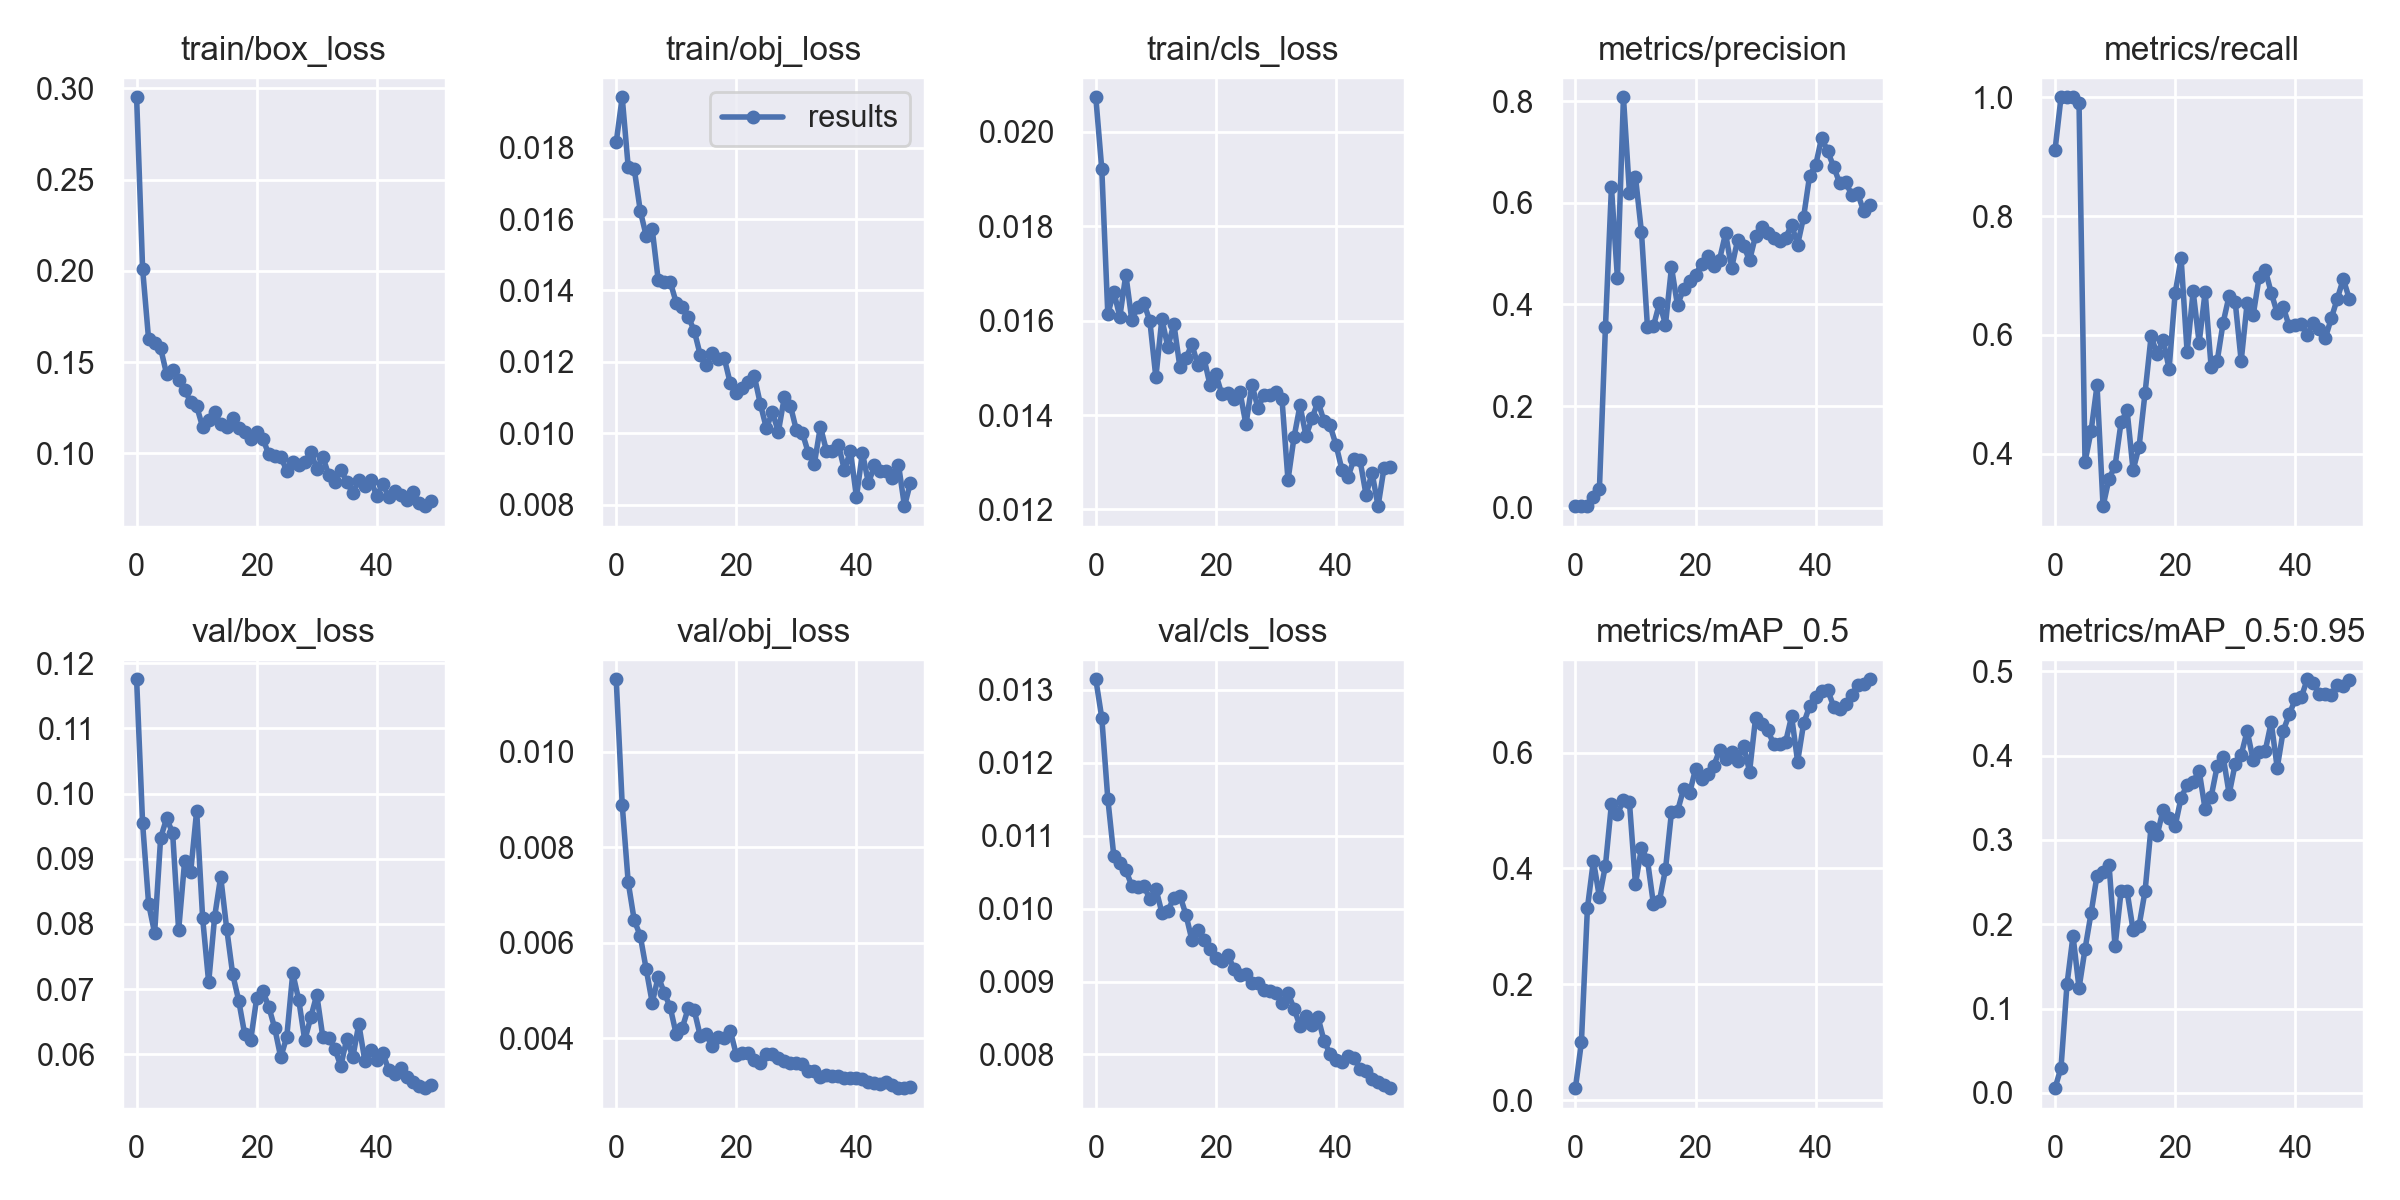 train/box_loss
0.30
0.25
0.20
0.15
0.10
0 20 40
train/obj_loss
results
0.018
0.016
0.014
0.012
0.010
0.008
0 20 40
train/cls_loss
0.020
0.018
0.016
0.014
0.012
0 20 40
metrics/precision
0.8
0.6
0.4
0.2
0.0
0 20 40
metrics/recall
1.0
0.8
0.6
0.4
0 20 40
val/box_loss
0.12
0.11
0.10
0.09
0.08
0.07
0.06
0 20 40
val/obj_loss
0.010
0.008
0.006
0.004
0 20 40
val/cls_loss
0.013
0.012
0.011
0.010
0.009
0.008
0 20 40
metrics/mAP_0.5
0.6
0.4
0.2
0.0
0 20 40
metrics/mAP_0.5:0.95
0.5
0.4
0.3
0.2
0.1
0.0
0 20 40